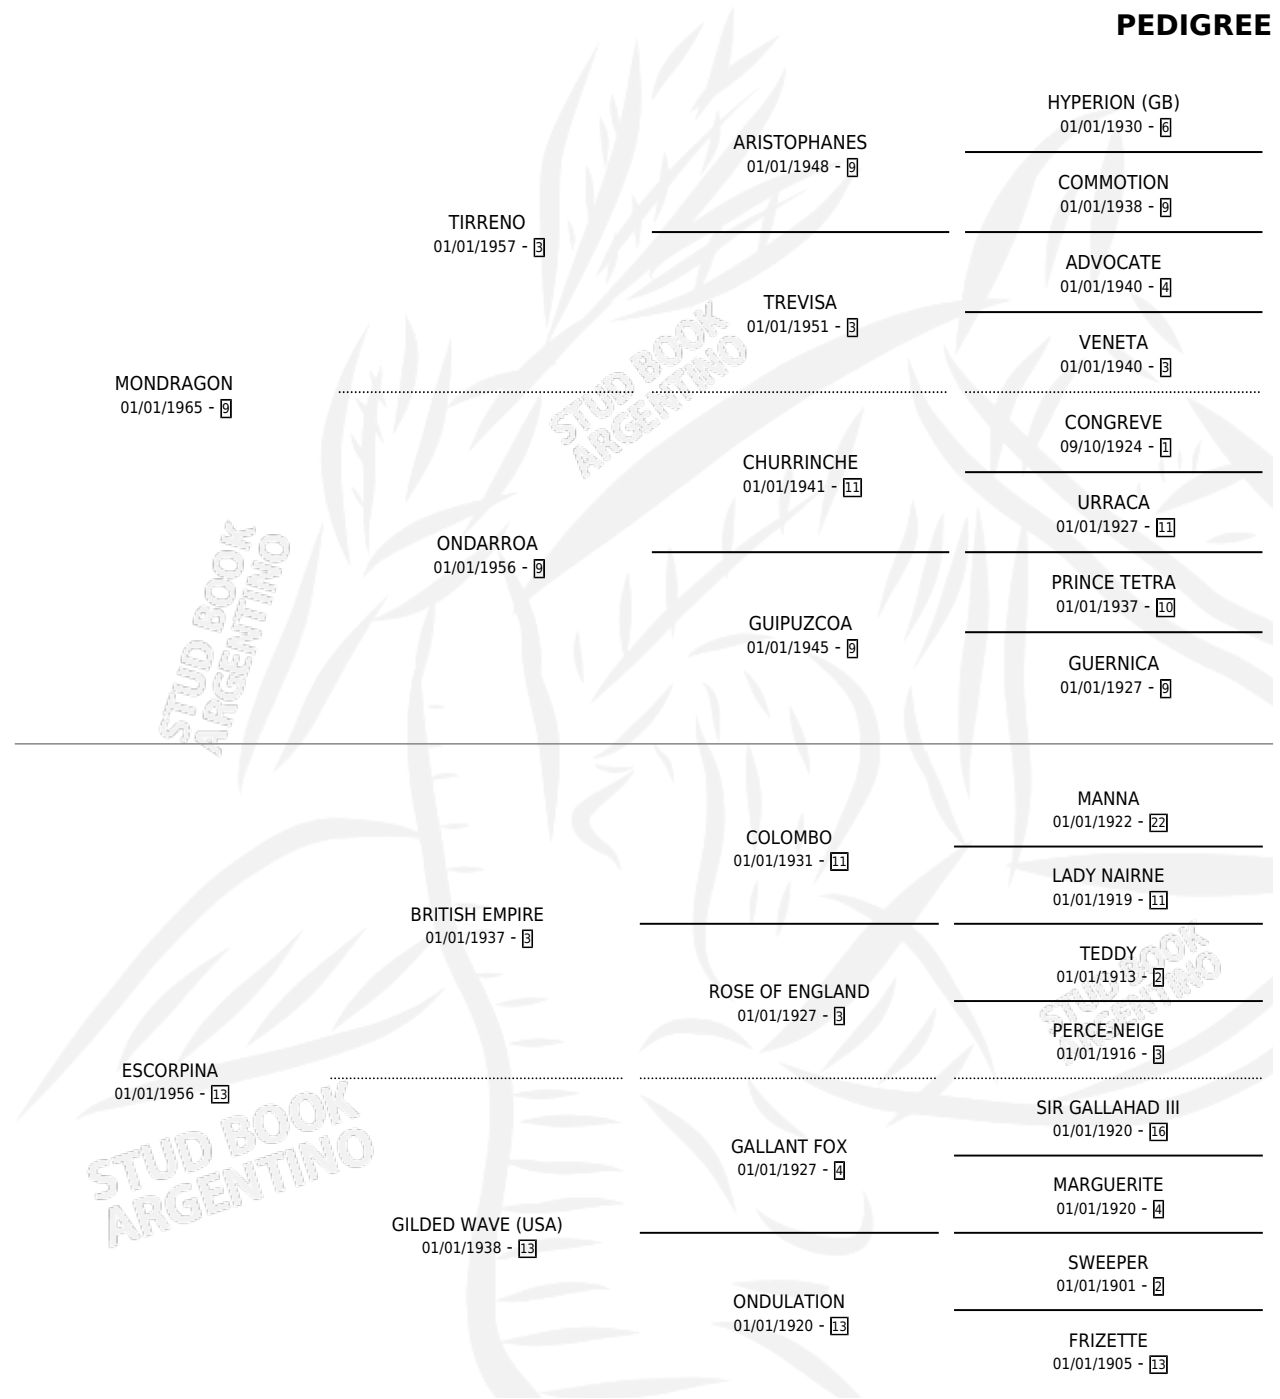 PEDIGREE
HYPERION (GB)
01/01/1930 - 6
ARISTOPHANES
01/01/1948 - 9
COMMOTION
01/01/1938 - 9
TIRRENO
01/01/1957 - 3
ADVOCATE
01/01/1940 - 4
TREVISA
01/01/1951 - 3
VENETA
01/01/1940 - 3
MONDRAGON
01/01/1965 - 9
CONGREVE
09/10/1924 - 1
CHURRINCHE
01/01/1941 - 11
URRACA
01/01/1927 - 11
ONDARROA
01/01/1956 - 9
PRINCE TETRA
01/01/1937 - 10
GUIPUZCOA
01/01/1945 - 9
GUERNICA
01/01/1927 - 9
MANNA
01/01/1922 - 22
COLOMBO
01/01/1931 - 11
LADY NAIRNE
01/01/1919 - 11
BRITISH EMPIRE
01/01/1937 - 3
TEDDY
01/01/1913 - 2
ROSE OF ENGLAND
01/01/1927 - 3
PERCE-NEIGE
01/01/1916 - 3
ESCORPINA
01/01/1956 - 13
SIR GALLAHAD III
01/01/1920 - 16
GALLANT FOX
01/01/1927 - 4
MARGUERITE
01/01/1920 - 4
GILDED WAVE (USA)
01/01/1938 - 13
SWEEPER
01/01/1901 - 2
ONDULATION
01/01/1920 - 13
FRIZETTE
01/01/1905 - 13
STUD BOOK
ARGENTINO
STUD BOOK
ARGENTINO
STUD BOOK
ARGENTINO
STUD BOOK
ARGENTINO